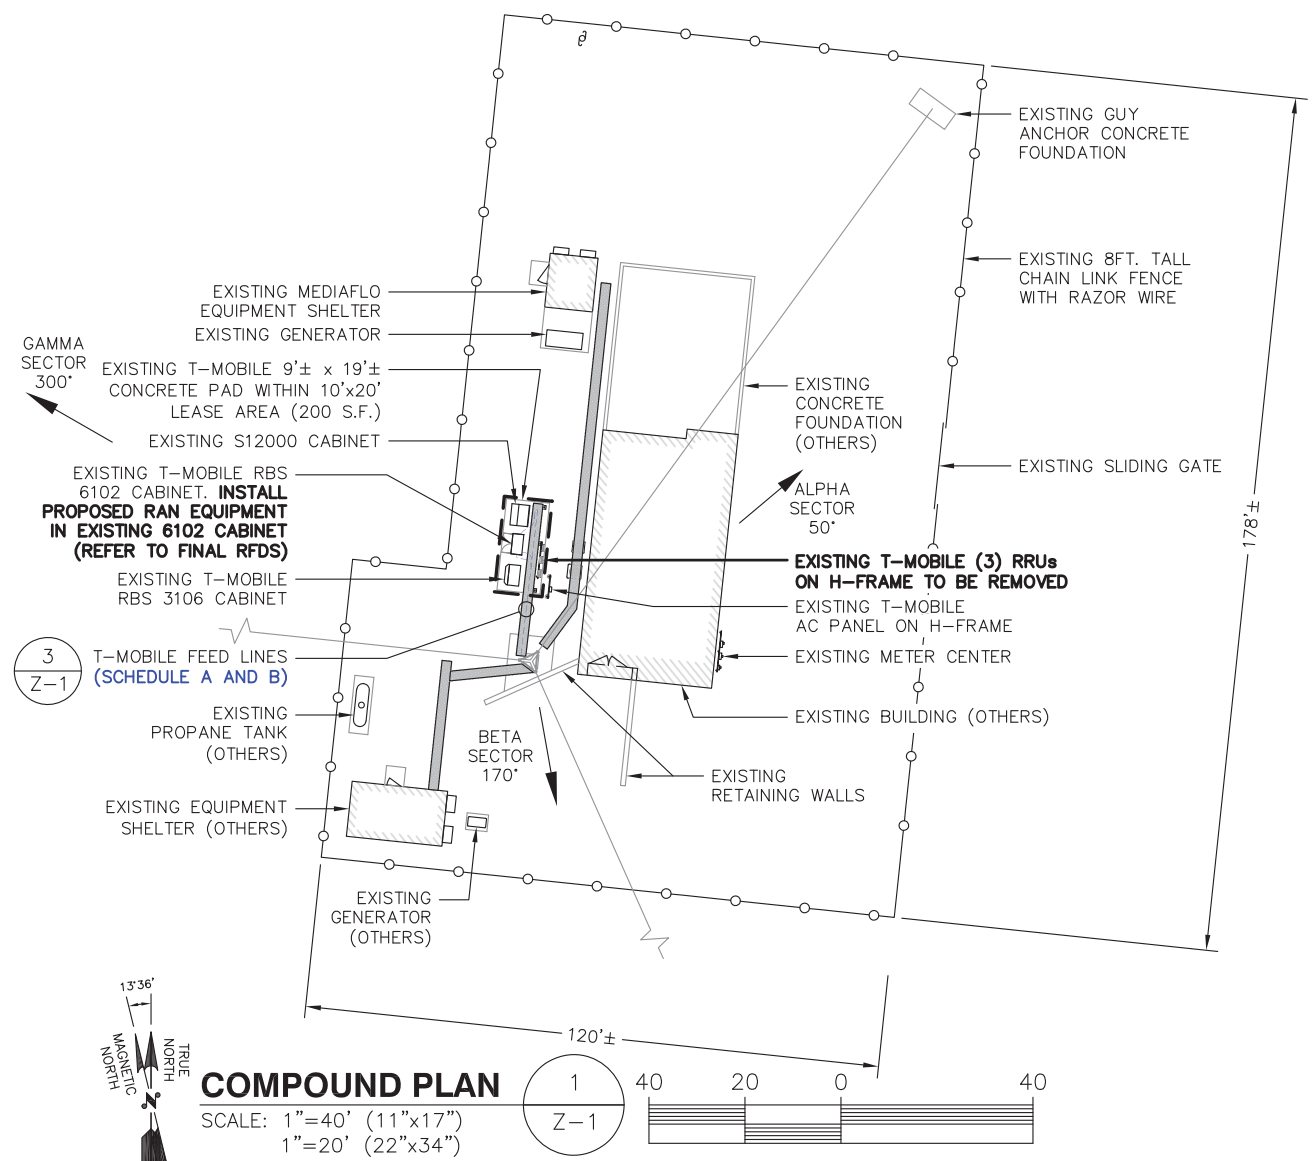 EXISTING GUY
ANCHOR CONCRETE
FOUNDATION
EXISTING 8FT. TALL
CHAIN LINK FENCE
WITH RAZOR WIRE
EXISTING MEDIAFLO
EQUIPMENT SHELTER
EXISTING GENERATOR
GAMMA
SECTOR
300°
EXISTING T-MOBILE 9'± x 19'±
CONCRETE PAD WITHIN 10'x20'
LEASE AREA (200 S.F.)
EXISTING S12000 CABINET
EXISTING
CONCRETE
FOUNDATION
(OTHERS)
EXISTING SLIDING GATE
EXISTING T-MOBILE RBS
6102 CABINET. INSTALL
PROPOSED RAN EQUIPMENT
IN EXISTING 6102 CABINET
(REFER TO FINAL RFDS)
ALPHA
SECTOR
50°
178'±
EXISTING T-MOBILE (3) RRUs
ON H-FRAME TO BE REMOVED
EXISTING T-MOBILE
RBS 3106 CABINET
EXISTING T-MOBILE
AC PANEL ON H-FRAME
3
Z-1
T-MOBILE FEED LINES
(SCHEDULE A AND B)
EXISTING METER CENTER
EXISTING
PROPANE TANK
(OTHERS)
EXISTING BUILDING (OTHERS)
BETA
SECTOR
170°
EXISTING
RETAINING WALLS
EXISTING EQUIPMENT
SHELTER (OTHERS)
EXISTING
GENERATOR
(OTHERS)
120'±
13°36'
TRUE
NORTH
MAGNETIC
NORTH
N
COMPOUND PLAN
SCALE: 1"=40' (11"x17")
1"=20' (22"x34")
1
Z-1
40 20 0 40